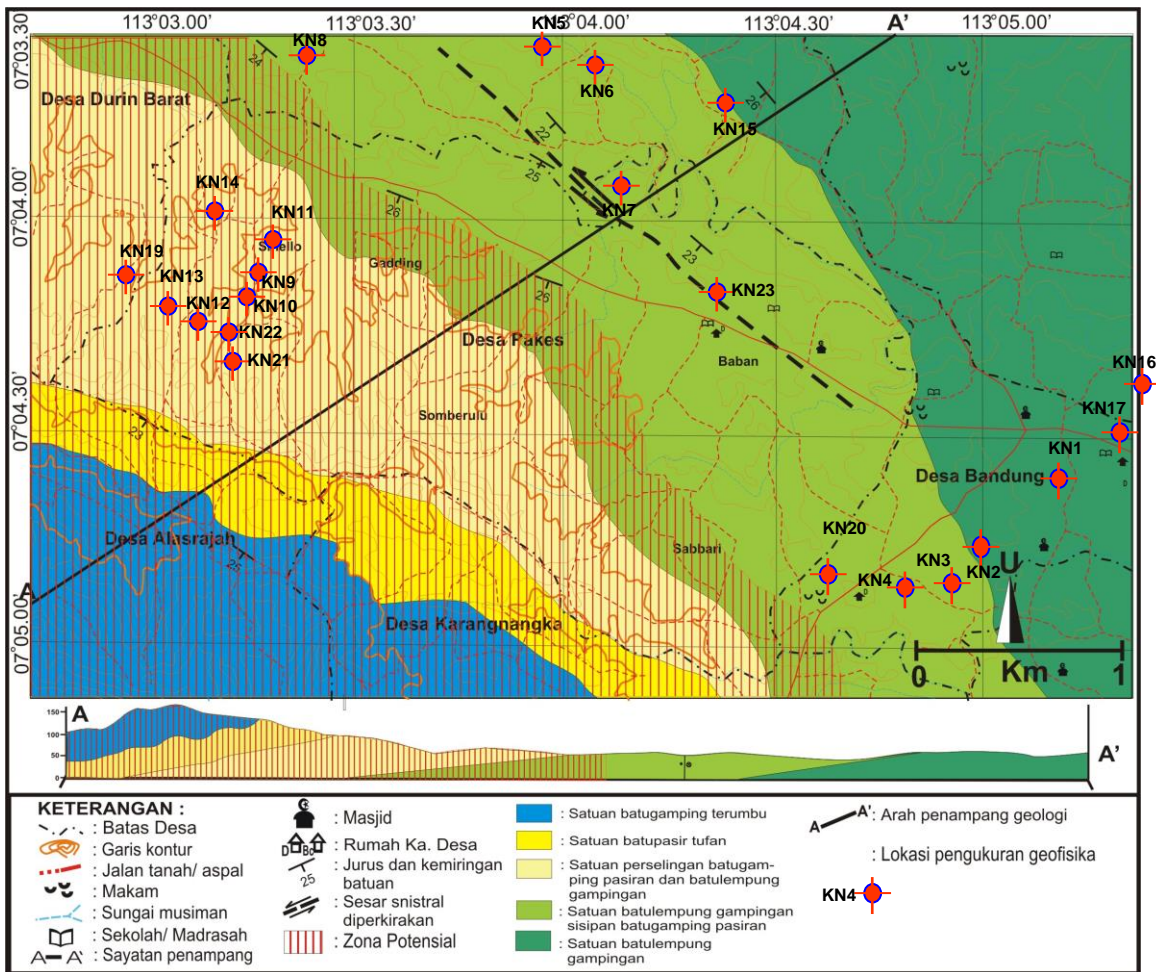 113°03.00' 113°03.30' 113°04.00' 113°04.30' A' 113°05.00'
07°03.30'
07°04.00'
07°04.30'
07°05.00'
KN8
KN5
KN6
KN15
24
26
22
25
KN7
Desa Durin Barat
KN14
KN11
26
KN19
KN13
KN9
KN12
KN10
KN22
KN21
50
Gadding
23
KN23
26
Desa Pakes
Baban
D
Somberulu
KN16
KN17
KN1
Desa Bandung
D
23
Desa Alasrajah
25
Sabbari
KN20
KN4
KN3
KN2
D
U
A
Desa Karangnangka
0 Km 1
A
A'
150
100
50
0
KETERANGAN :
: Batas Desa
: Garis kontur
: Jalan tanah/ aspal
: Makam
: Sungai musiman
: Sekolah/ Madrasah
A A' : Sayatan penampang
: Masjid
: Rumah Ka. Desa
: Jurus dan kemiringan
batuan
25
: Sesar snistral
diperkirakan
: Zona Potensial
: Satuan batugamping terumbu
: Satuan batupasir tufan
: Satuan perselingan batugam-
ping pasiran dan batulempung
gampingan
: Satuan batulempung gampingan
sisipan batugamping pasiran
: Satuan batulempung
gampingan
A A' : Arah penampang geologi
: Lokasi pengukuran geofisika
KN4